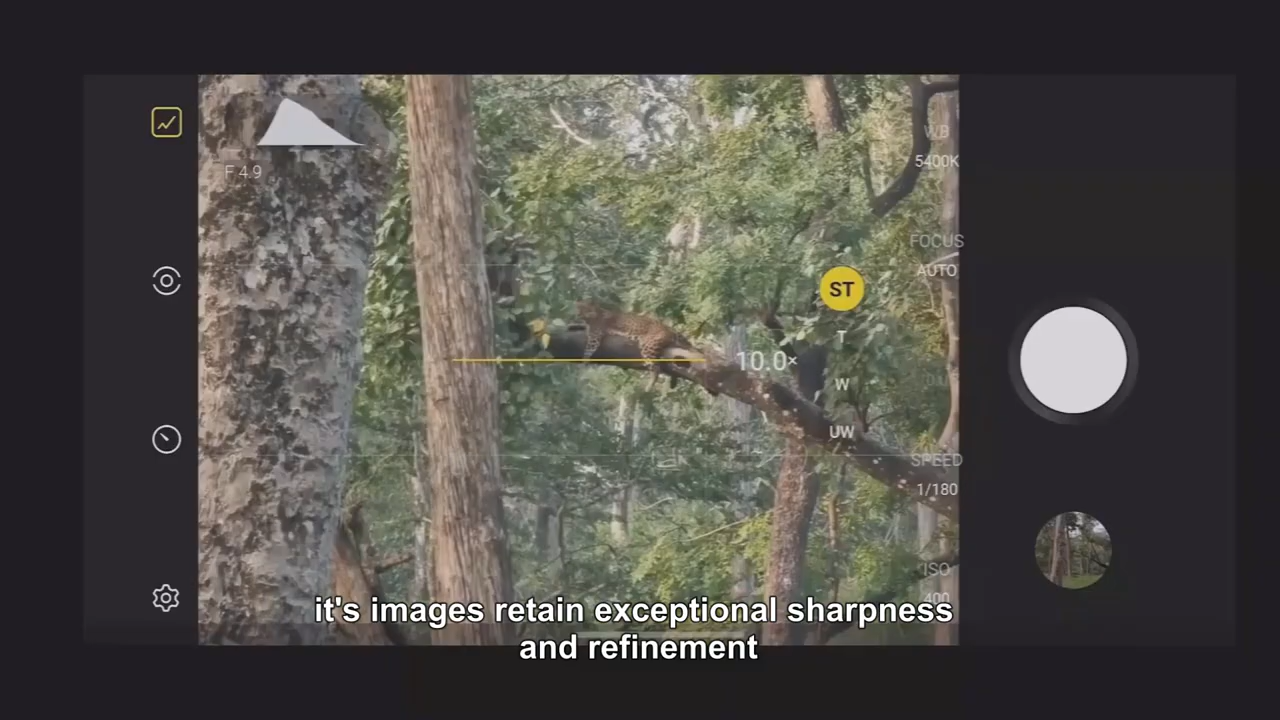 F 4.9
WB
5400K
FOCUS
AUTO
ST
T
10.0×
W
UW
SPEED
1/180
ISO
400
it's images retain exceptional sharpness
and refinement